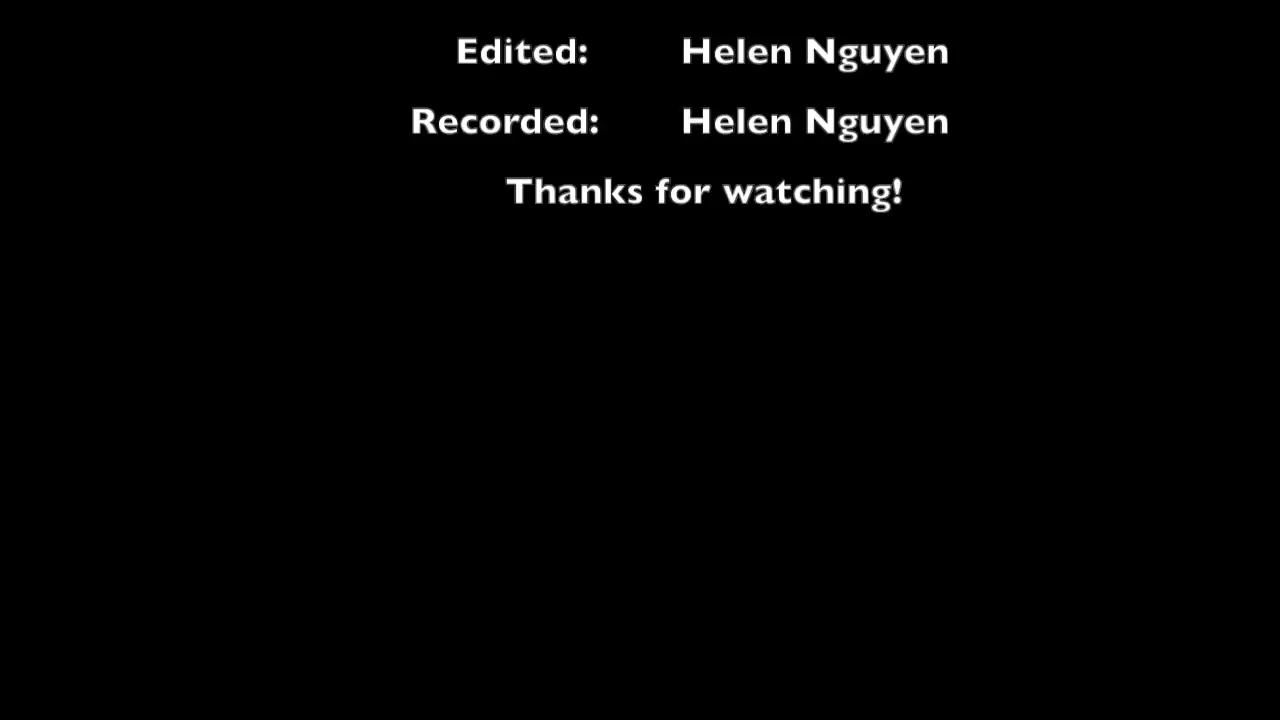 Edited: Helen Nguyen
Recorded: Helen Nguyen
Thanks for watching!